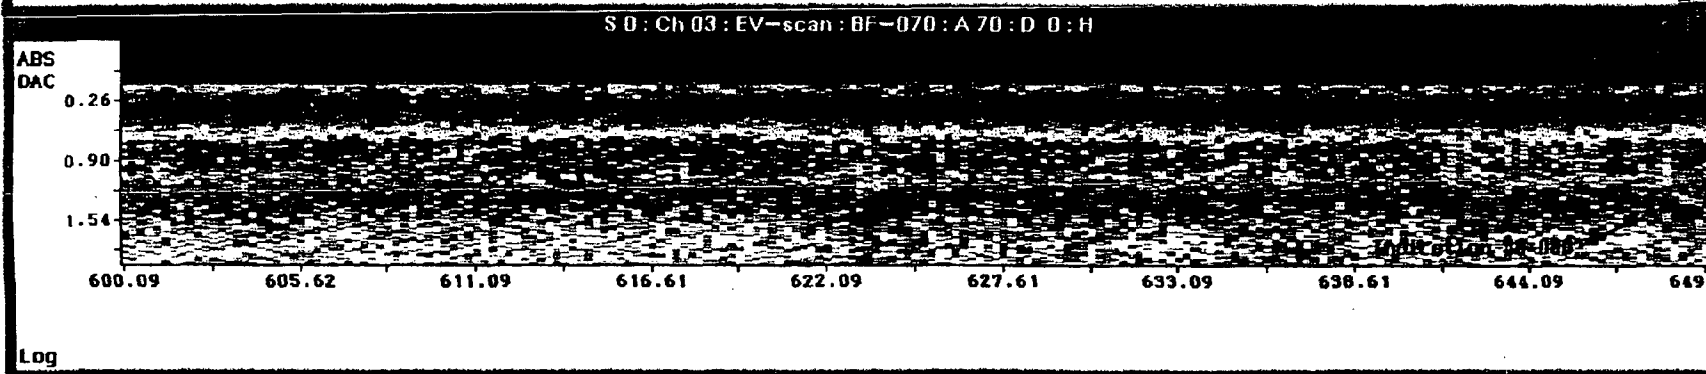 S 0 : Ch 03 : EV-scan : BF-070 : A 70 : D 0 : H
ABS
DAC
0.26
0.90
1.54
600.09 605.62 611.09 616.61 622.09 627.61 633.09 638.61 644.09 649
Log